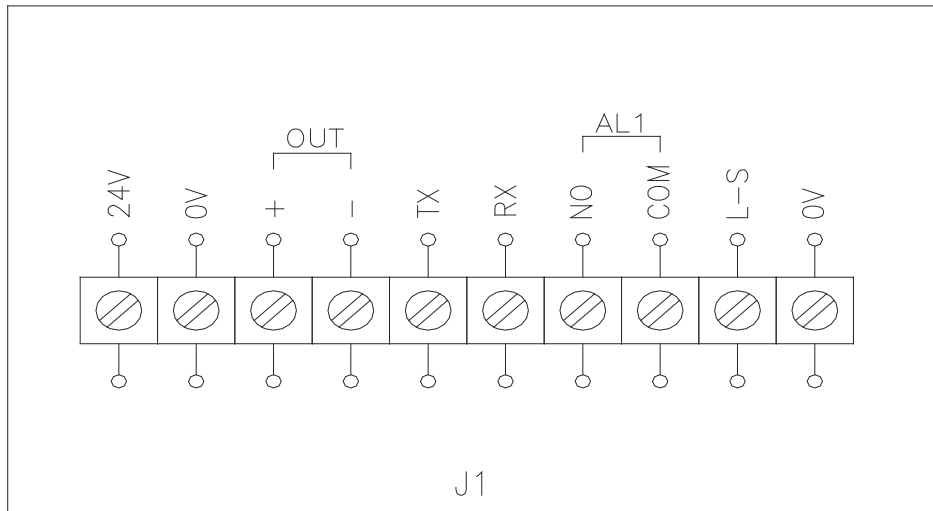 OUT
AL1
24V
0V
+
-
TX
RX
NO
COM
L-S
0V
J1